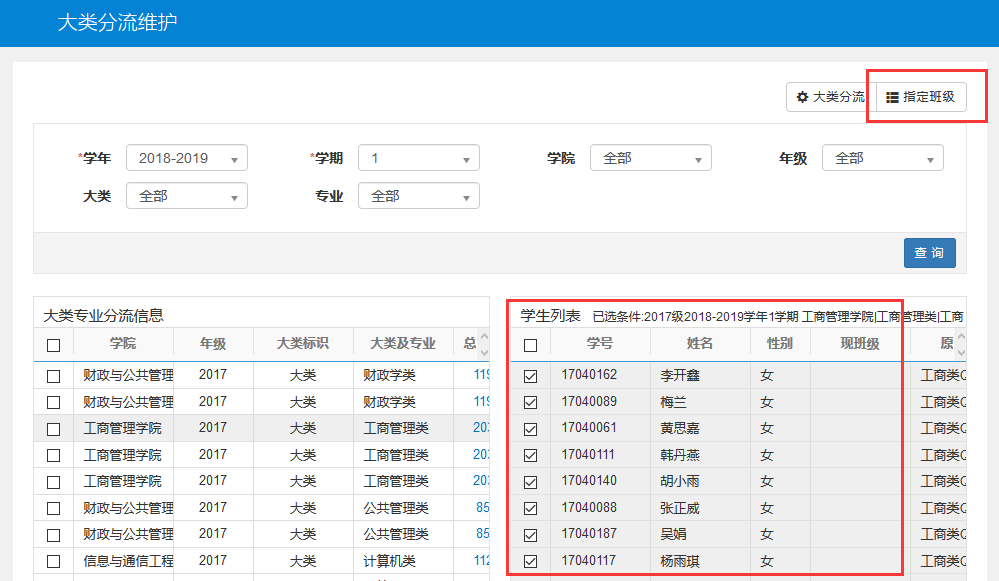 大类分流维护
大类分流 指定班级
*学年 2018-2019 *学期 1 学院 全部 年级 全部
大类 全部 专业 全部
查 询
大类专业分流信息
学院 年级 大类标识 大类及专业 总
财政与公共管理 2017 大类 财政学类 119
财政与公共管理 2017 大类 财政学类 119
工商管理学院 2017 大类 工商管理类 203
工商管理学院 2017 大类 工商管理类 203
工商管理学院 2017 大类 工商管理类 203
财政与公共管理 2017 大类 公共管理类 85
财政与公共管理 2017 大类 公共管理类 85
信息与通信工程 2017 大类 计算机类 112
学生列表 已选条件:2017级2018-2019学年1学期 工商管理学院|工商管理类|工商
学号 姓名 性别 现班级 原
17040162 李开鑫 女 工商类
17040089 梅兰 女 工商类
17040061 黄思嘉 女 工商类
17040111 韩丹燕 女 工商类
17040140 胡小雨 女 工商类
17040088 张正威 女 工商类
17040187 吴娟 女 工商类
17040117 杨雨琪 女 工商类